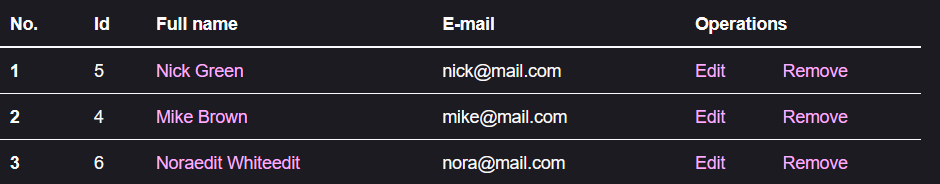 No. Id Full name E-mail Operations
1 5 Nick Green nick@mail.com Edit Remove
2 4 Mike Brown mike@mail.com Edit Remove
3 6 Noraedit Whiteedit nora@mail.com Edit Remove